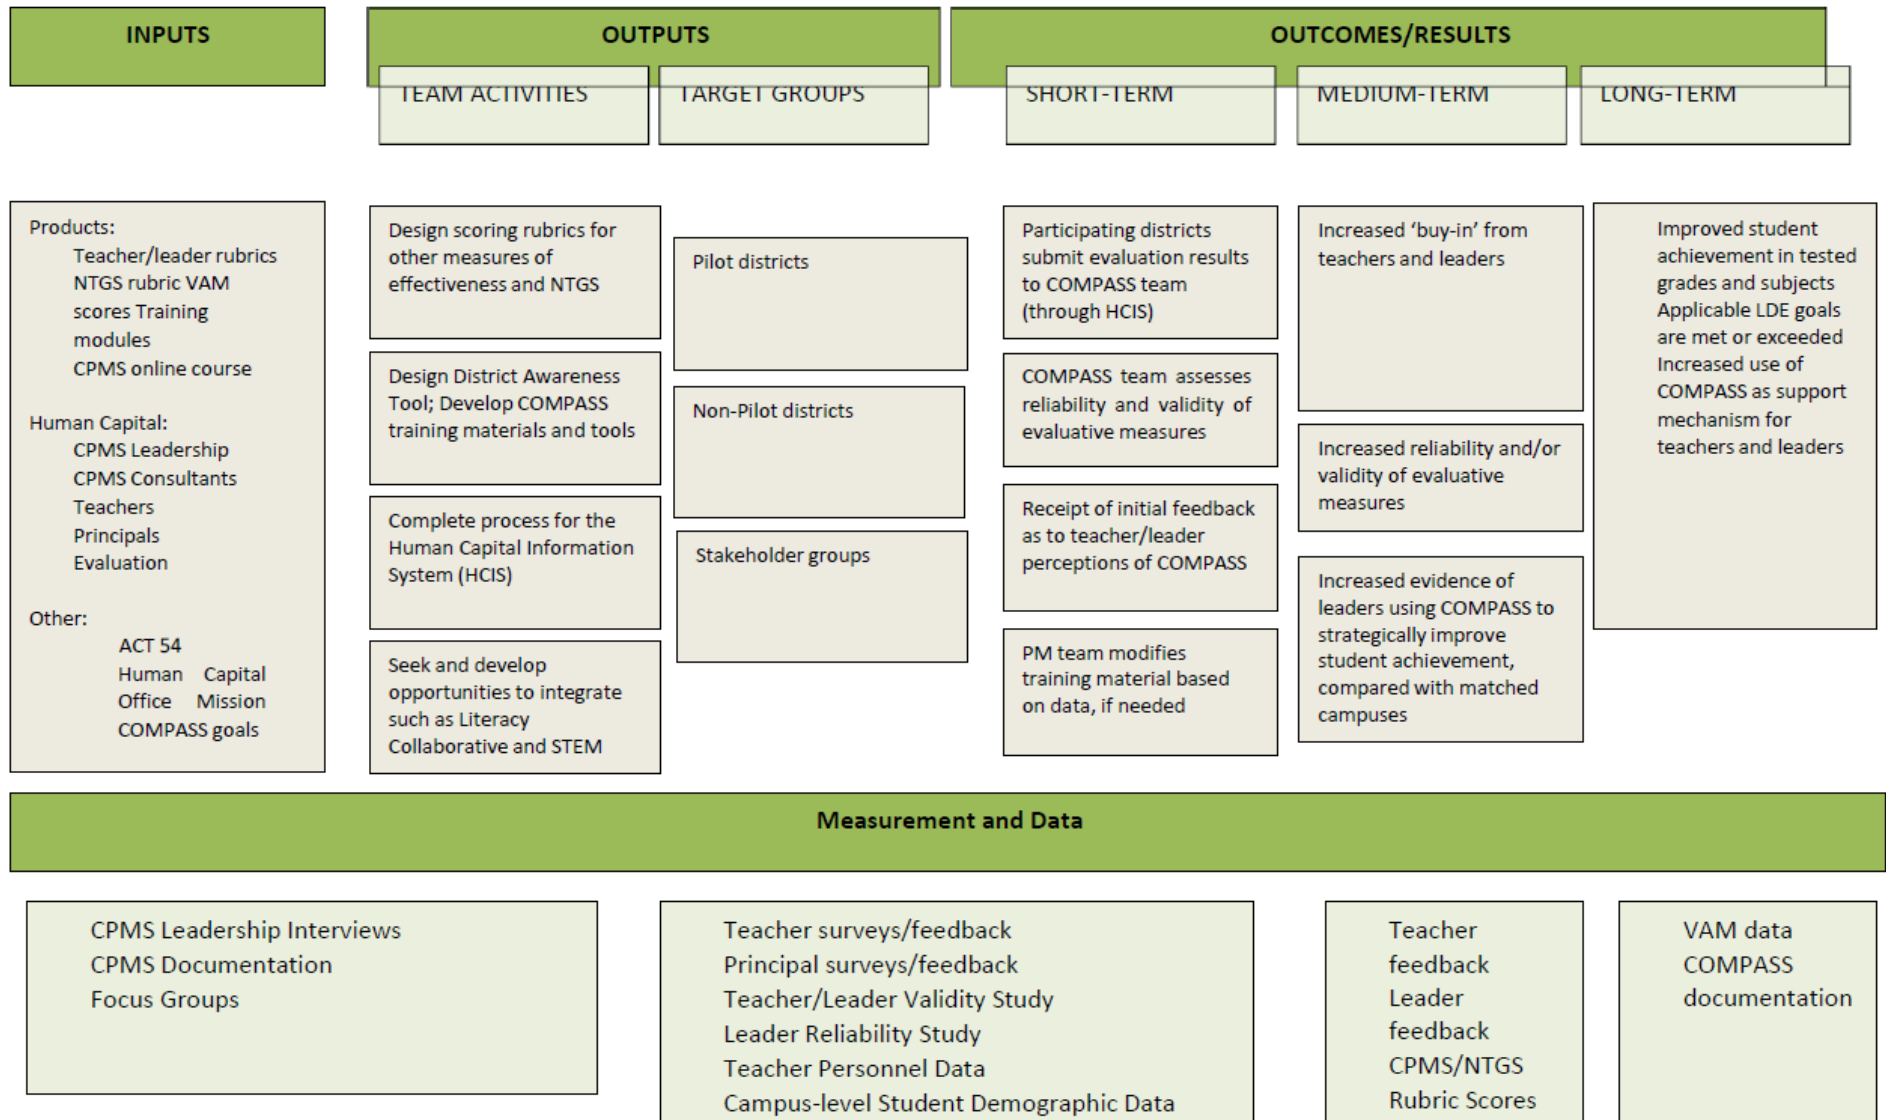 INPUTS
OUTPUTS
OUTCOMES/RESULTS
TEAM ACTIVITIES
TARGET GROUPS
SHORT-TERM
MEDIUM-TERM
LONG-TERM
Products:
Teacher/leader rubrics
NTGS rubric VAM
scores Training
modules
CPMS online course
Human Capital:
CPMS Leadership
CPMS Consultants
Teachers
Principals
Evaluation
Other:
ACT 54
Human Capital
Office Mission
COMPASS goals
Design scoring rubrics for
other measures of
effectiveness and NTGS
Design District Awareness
Tool; Develop COMPASS
training materials and tools
Complete process for the
Human Capital Information
System (HCIS)
Seek and develop
opportunities to integrate
such as Literacy
Collaborative and STEM
Pilot districts
Non-Pilot districts
Stakeholder groups
Participating districts
submit evaluation results
to COMPASS team
(through HCIS)
COMPASS team assesses
reliability and validity of
evaluative measures
Receipt of initial feedback
as to teacher/leader
perceptions of COMPASS
PM team modifies
training material based
on data, if needed
Increased ‘buy-in’ from
teachers and leaders
Increased reliability and/or
validity of evaluative
measures
Increased evidence of
leaders using COMPASS to
strategically improve
student achievement,
compared with matched
campuses
Improved student
achievement in tested
grades and subjects
Applicable LDE goals
are met or exceeded
Increased use of
COMPASS as support
mechanism for
teachers and leaders
Measurement and Data
CPMS Leadership Interviews
CPMS Documentation
Focus Groups
Teacher surveys/feedback
Principal surveys/feedback
Teacher/Leader Validity Study
Leader Reliability Study
Teacher Personnel Data
Campus-level Student Demographic Data
Teacher
feedback
Leader
feedback
CPMS/NTGS
Rubric Scores
VAM data
COMPASS
documentation